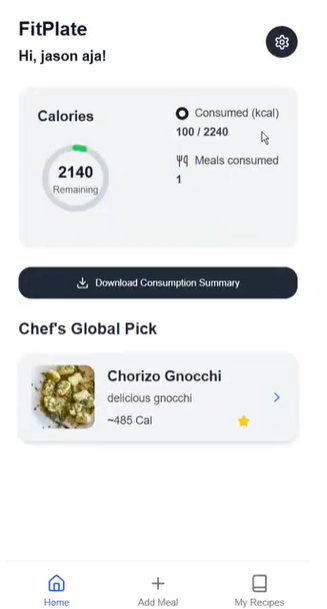 FitPlate
Hi, jason aja!
Calories
2140
Remaining
Consumed (kcal)
100 / 2240
Meals consumed
1
Download Consumption Summary
Chef's Global Pick
Chorizo Gnocchi
delicious gnocchi
~485 Cal
Home
Add Meal
My Recipes